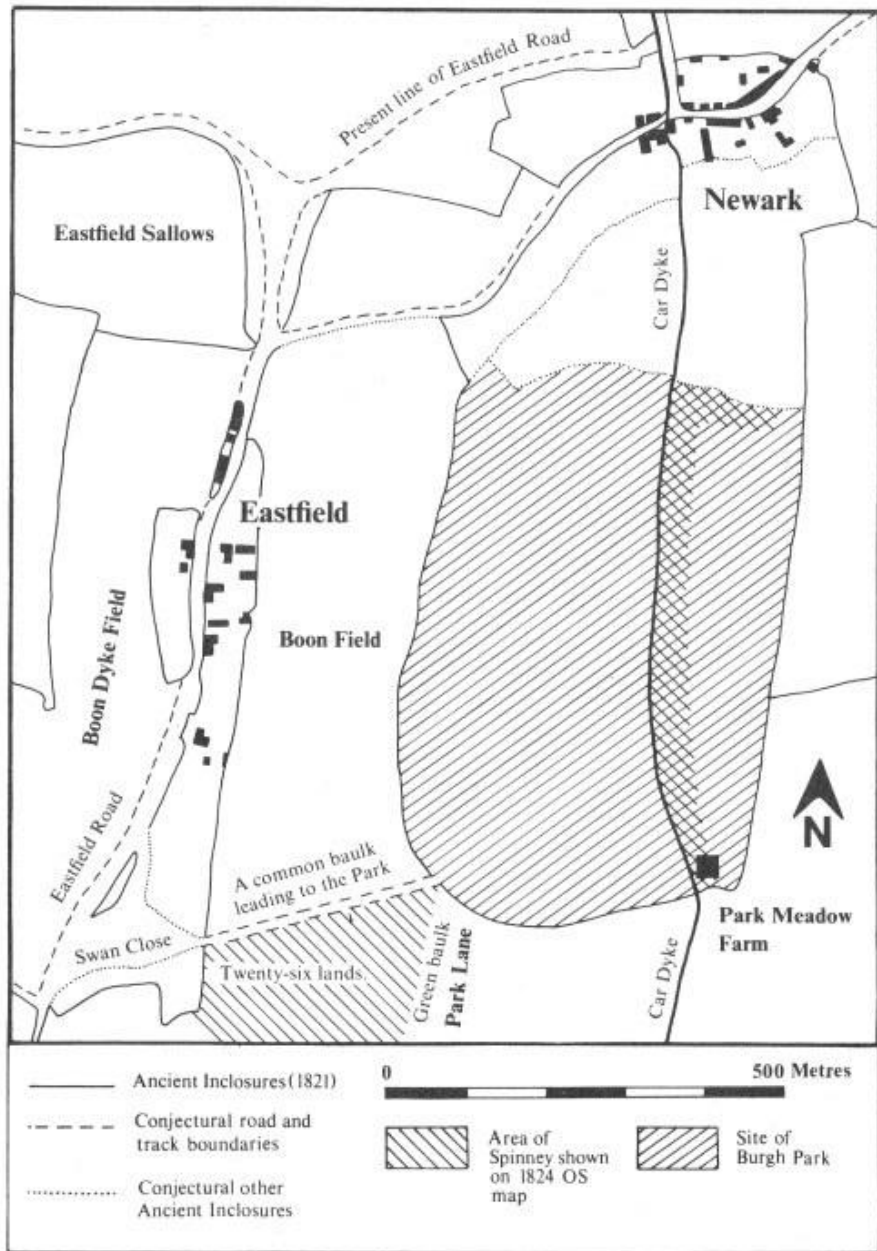 Present line of Eastfield Road
Newark
Eastfield Sallows
Car Dyke
Eastfield
Boon Field
Boon Dyke Field
N
Eastfield Road
A common baulk
leading to the Park
Park Meadow
Farm
Swan Close
Twenty-six lands.
Green baulk
Park Lane
Car Dyke
0
500 Metres
Ancient Inclosures (1821)
Conjectural road and
track boundaries
Conjectural other
Ancient Inclosures
Area of
Spinney shown
on 1824 OS
map
Site of
Burgh Park